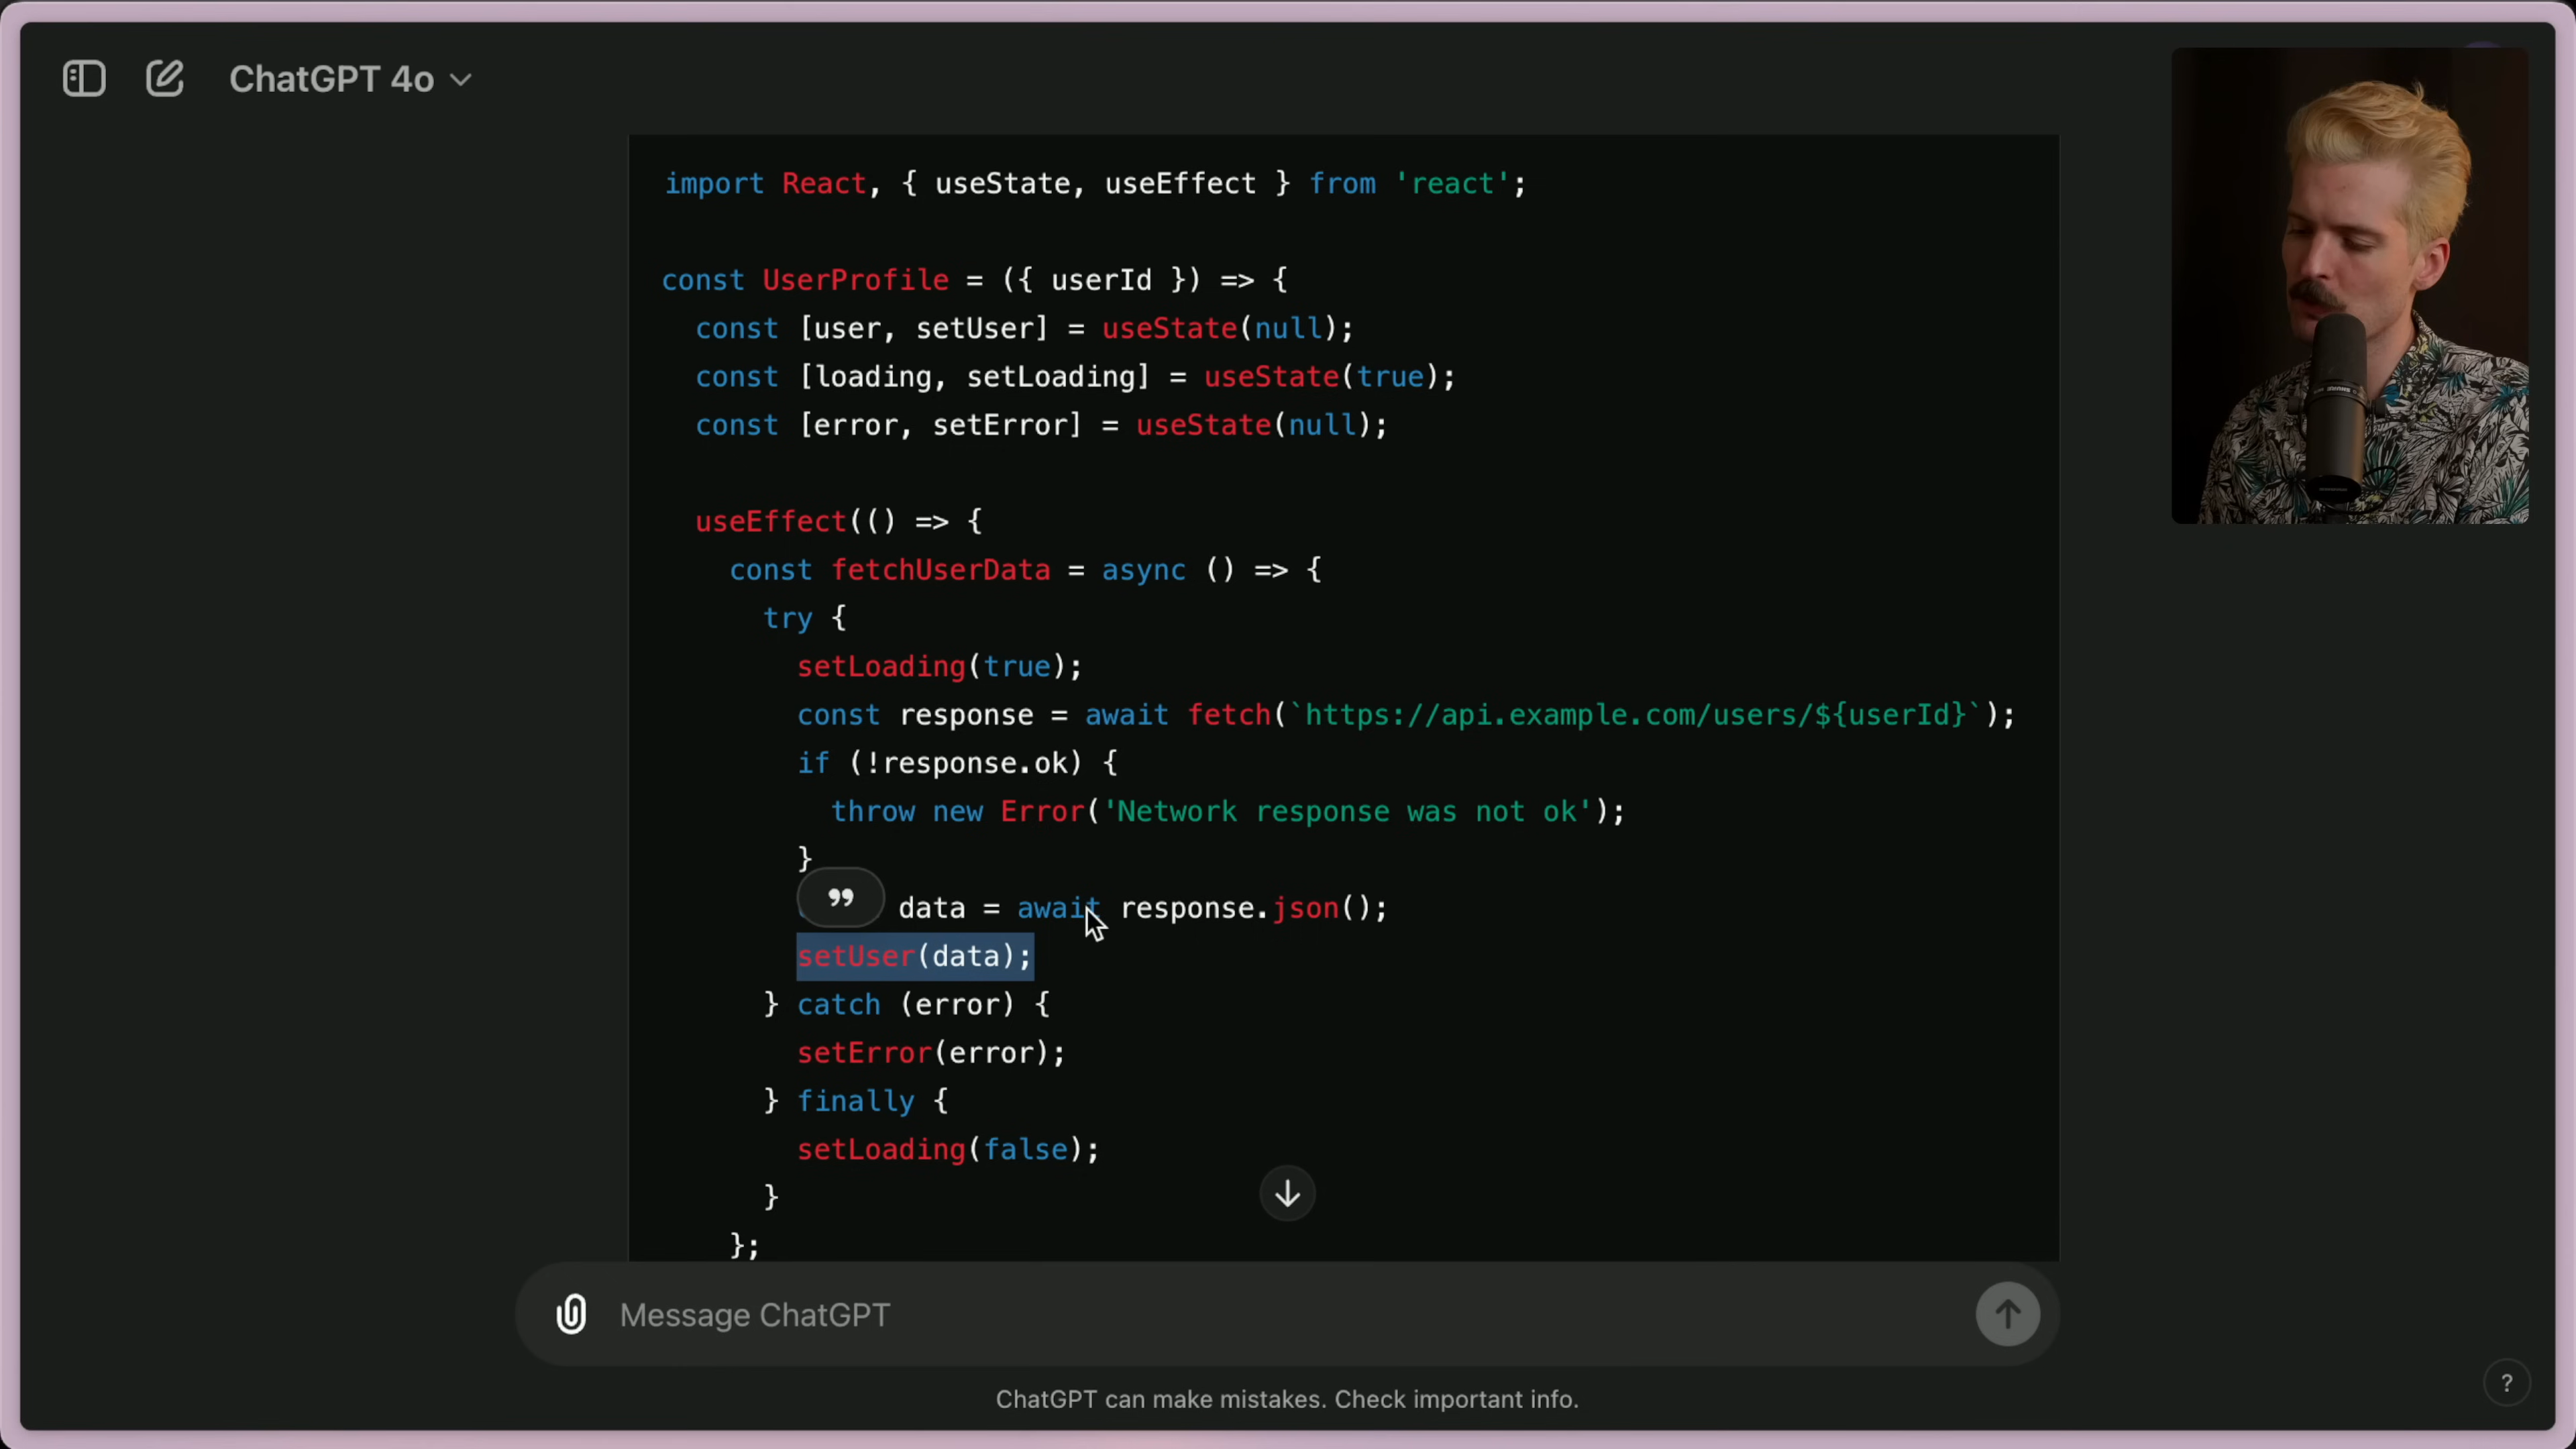 ChatGPT 4o
import React, { useState, useEffect } from 'react';
const UserProfile = ({ userId }) => {
const [user, setUser] = useState(null);
const [loading, setLoading] = useState(true);
const [error, setError] = useState(null);
useEffect(() => {
const fetchUserData = async () => {
try {
setLoading(true);
const response = await fetch(`https://api.example.com/users/${userId}`);
if (!response.ok) {
throw new Error('Network response was not ok');
}
data = await response.json();
setUser(data);
} catch (error) {
setError(error);
} finally {
setLoading(false);
}
};
Message ChatGPT
ChatGPT can make mistakes. Check important info.
?